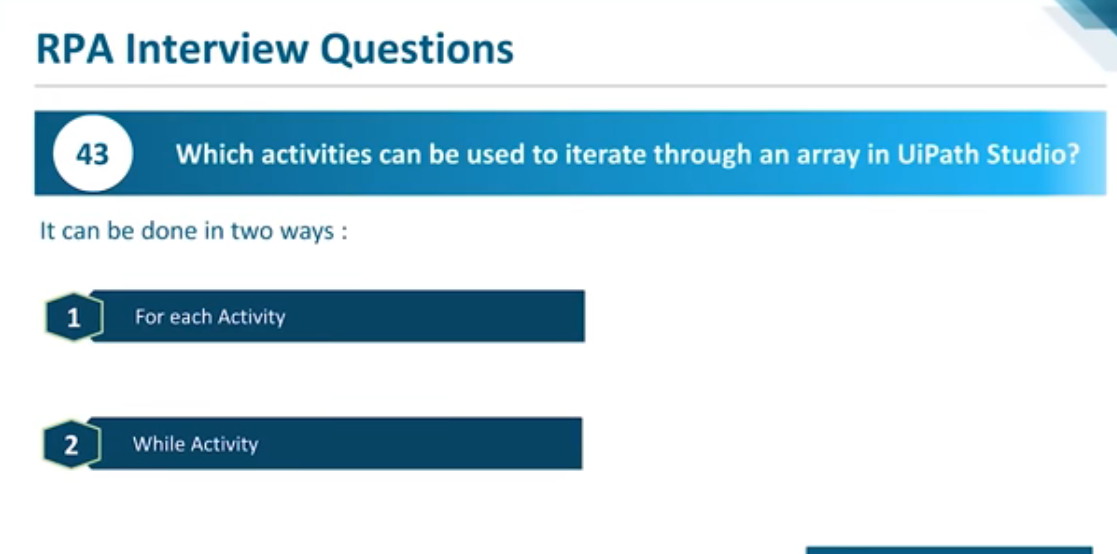 RPA Interview Questions
43 Which activities can be used to iterate through an array in UiPath Studio?
It can be done in two ways :
1 For each Activity
2 While Activity